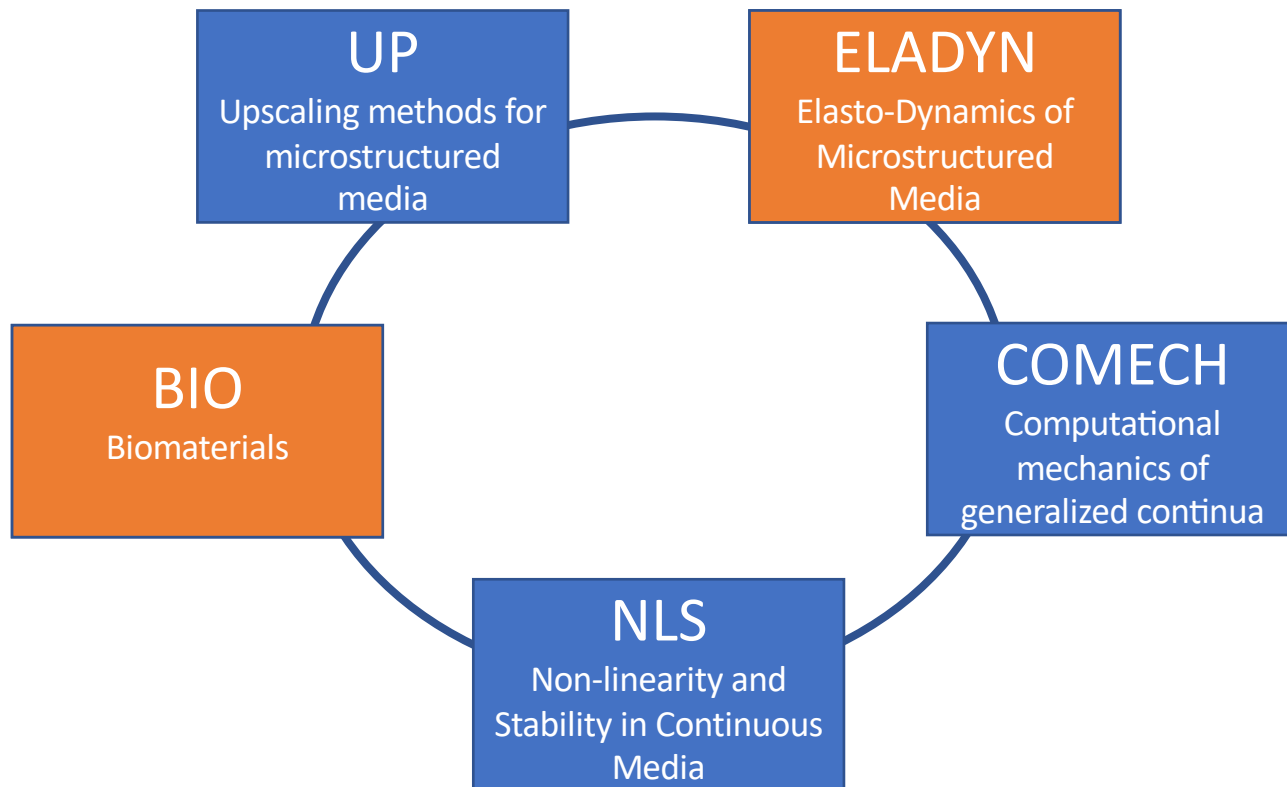 UP
Upscaling methods for
microstructured
media
ELADYN
Elasto-Dynamics of
Microstructured
Media
BIO
Biomaterials
COMECH
Computational
mechanics of
generalized continua
NLS
Non-linearity and
Stability in Continuous
Media